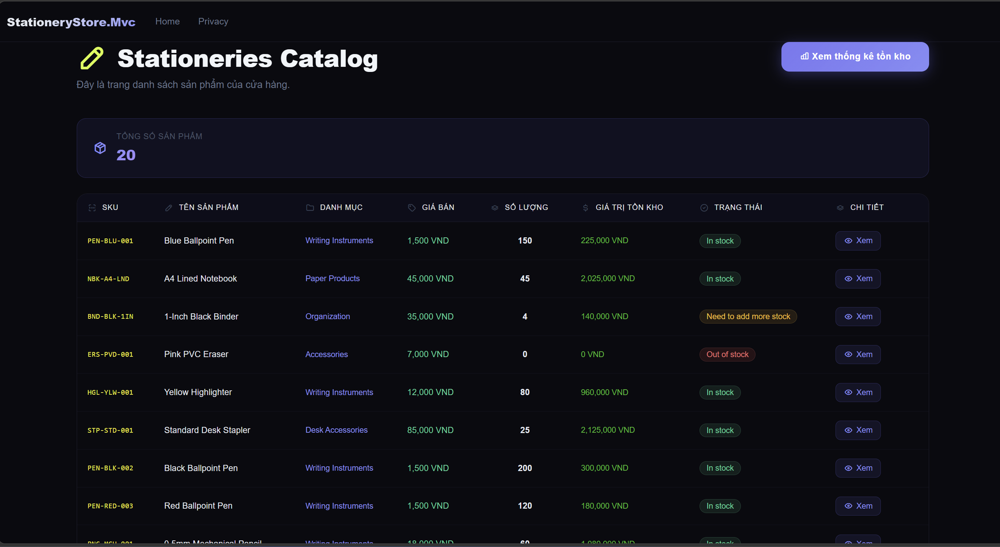 StationeryStore.Mvc Home Privacy
Stationeries Catalog
Xem thống kê tồn kho
Đây là trang danh sách sản phẩm của cửa hàng.
TỔNG SỐ SẢN PHẨM
20
SKU TÊN SẢN PHẨM DANH MỤC GIÁ BÁN SỐ LƯỢNG GIÁ TRỊ TỒN KHO TRẠNG THÁI CHI TIẾT
PEN-BLU-001 Blue Ballpoint Pen Writing Instruments 1,500 VND 150 225,000 VND In stock Xem
NBK-A4-LND A4 Lined Notebook Paper Products 45,000 VND 45 2,025,000 VND In stock Xem
BND-BLK-1IN 1-Inch Black Binder Organization 35,000 VND 4 140,000 VND Need to add more stock Xem
ERS-PVD-001 Pink PVC Eraser Accessories 7,000 VND 0 0 VND Out of stock Xem
HGL-YLW-001 Yellow Highlighter Writing Instruments 12,000 VND 80 960,000 VND In stock Xem
STP-STD-001 Standard Desk Stapler Desk Accessories 85,000 VND 25 2,125,000 VND In stock Xem
PEN-BLK-002 Black Ballpoint Pen Writing Instruments 1,500 VND 200 300,000 VND In stock Xem
PEN-RED-003 Red Ballpoint Pen Writing Instruments 1,500 VND 120 180,000 VND In stock Xem
0.5mm Mechanical Pencil Writing Instruments 18,000 VND 60 1,080,000 VND In stock Xem